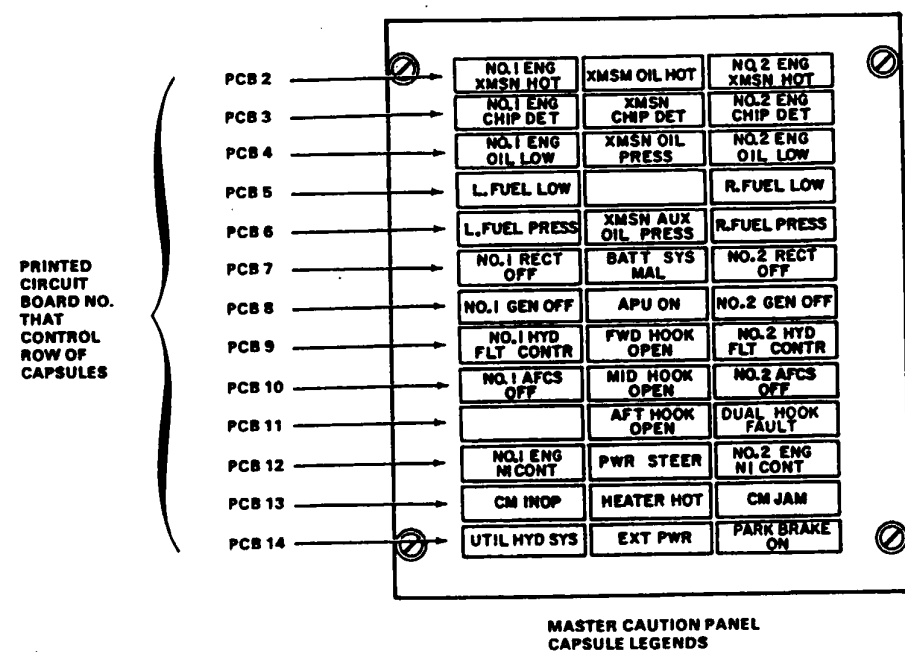 PCB 2
NO.1 ENG XMSN HOT
XMSM OIL HOT
NO.2 ENG XMSN HOT
PCB 3
NO.1 ENG CHIP DET
XMSN CHIP DET
NO.2 ENG CHIP DET
PCB 4
NO.1 ENG OIL LOW
XMSN OIL PRESS
NO.2 ENG OIL LOW
PCB 5
L.FUEL LOW
R.FUEL LOW
PCB 6
L.FUEL PRESS
XMSN AUX OIL PRESS
R.FUEL PRESS
PCB 7
NO.1 RECT OFF
BATT SYS MAL
NO.2 RECT OFF
PCB 8
NO.1 GEN OFF
APU ON
NO.2 GEN OFF
PCB 9
NO.1 HYD FLT CONTR
FWD HOOK OPEN
NO.2 HYD FLT CONTR
PCB 10
NO.1 AFCS OFF
MID HOOK OPEN
NO.2 AFCS OFF
PCB 11
AFT HOOK OPEN
DUAL HOOK FAULT
PCB 12
NO.1 ENG N1 CONT
PWR STEER
NO.2 ENG N1 CONT
PCB 13
CM INOP
HEATER HOT
CM JAM
PCB 14
UTIL HYD SYS
EXT PWR
PARK BRAKE ON
PRINTED
CIRCUIT
BOARD NO.
THAT
CONTROL
ROW OF
CAPSULES
MASTER CAUTION PANEL
CAPSULE LEGENDS